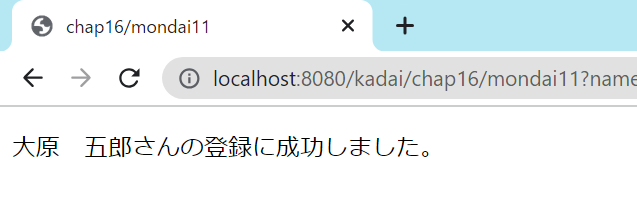 chap16/mondai11
localhost:8080/kadai/chap16/mondai11?name
大原　五郎さんの登録に成功しました。